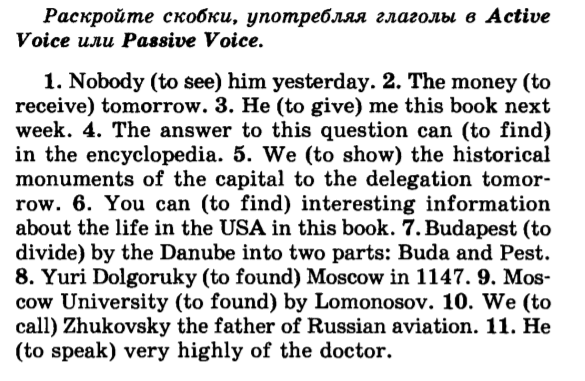 Раскройте скобки, употребляя глаголы в Active
Voice или Passive Voice.
1. Nobody (to see) him yesterday. 2. The money (to
receive) tomorrow. 3. He (to give) me this book next
week. 4. The answer to this question can (to find)
in the encyclopedia. 5. We (to show) the historical
monuments of the capital to the delegation tomor-
row. 6. You can (to find) interesting information
about the life in the USA in this book. 7. Budapest (to
divide) by the Danube into two parts: Buda and Pest.
8. Yuri Dolgoruky (to found) Moscow in 1147. 9. Mos-
cow University (to found) by Lomonosov. 10. We (to
call) Zhukovsky the father of Russian aviation. 11. He
(to speak) very highly of the doctor.